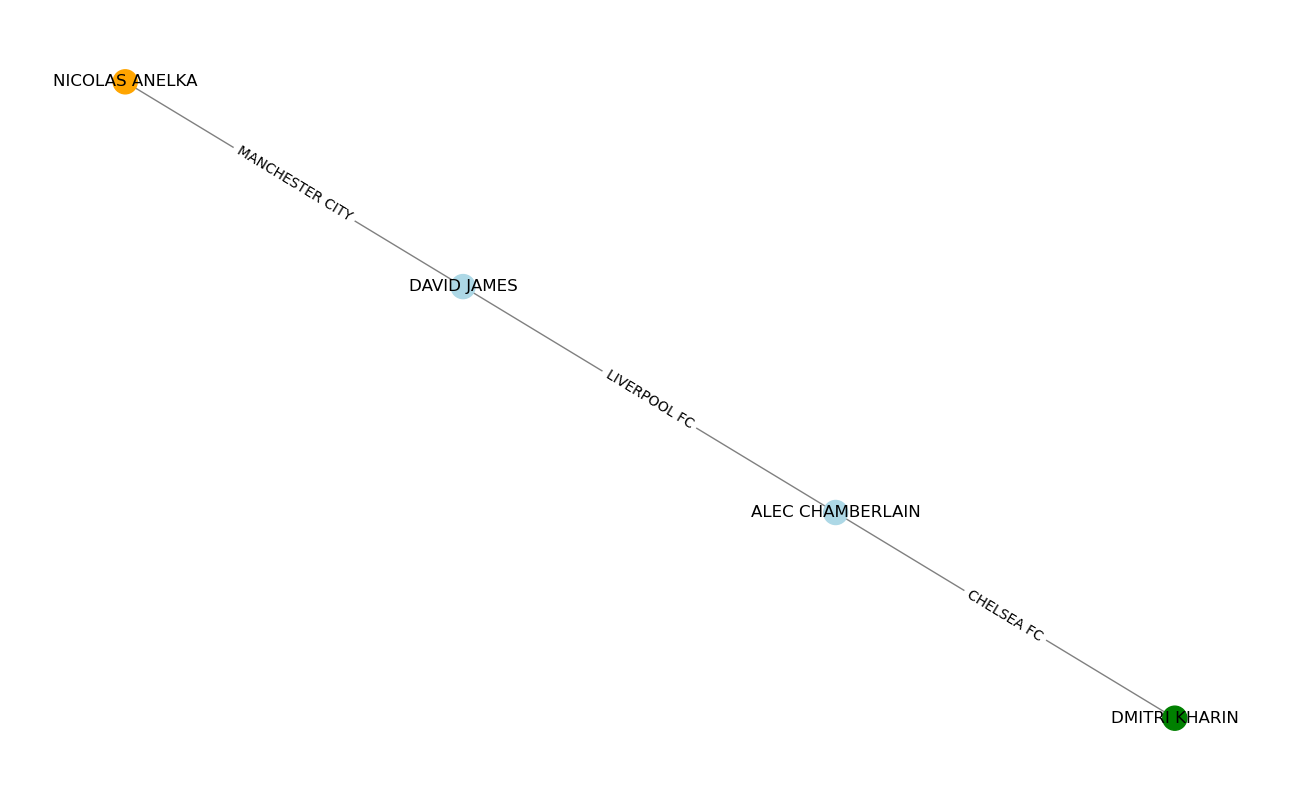 NICOLAS ANELKA
MANCHESTER CITY
DAVID JAMES
LIVERPOOL FC
ALEC CHAMBERLAIN
CHELSEA FC
DMITRI KHARIN